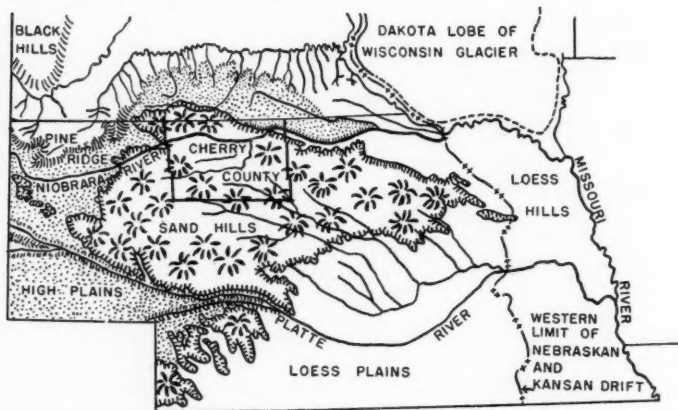 BLACK
HILLS
DAKOTA LOBE OF
WISCONSIN GLACIER
PINE
RIDGE
NIOBRARA
RIVER
CHERRY
COUNTY
SAND HILLS
HIGH PLAINS
LOESS
HILLS
MISSOURI
RIVER
PLATTE
RIVER
LOESS PLAINS
WESTERN
LIMIT OF
NEBRASKAN
AND
KANSAN DRIFT